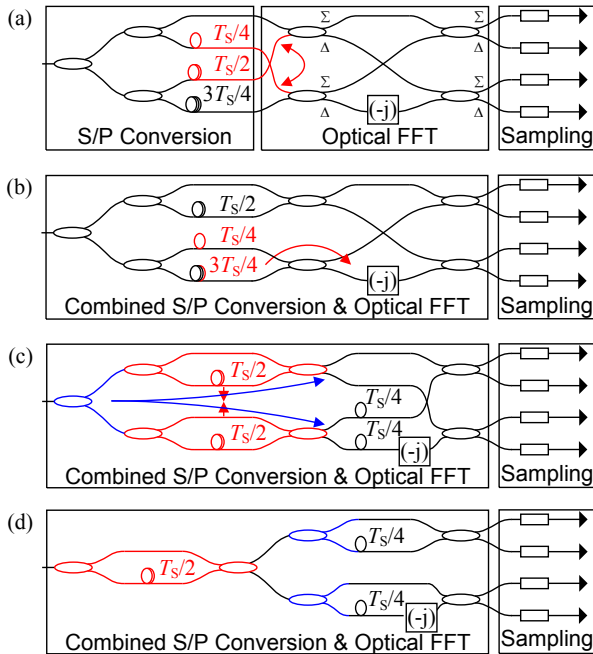 (a)
T_S/4
T_S/2
3T_S/4
Σ
Δ
Σ
Δ
Σ
Δ
Σ
Δ
(-j)
S/P Conversion
Optical FFT
Sampling
(b)
T_S/2
T_S/4
3T_S/4
(-j)
Combined S/P Conversion & Optical FFT
Sampling
(c)
T_S/2
T_S/4
T_S/4
T_S/2
(-j)
Combined S/P Conversion & Optical FFT
Sampling
(d)
T_S/4
T_S/2
T_S/4
(-j)
Combined S/P Conversion & Optical FFT
Sampling